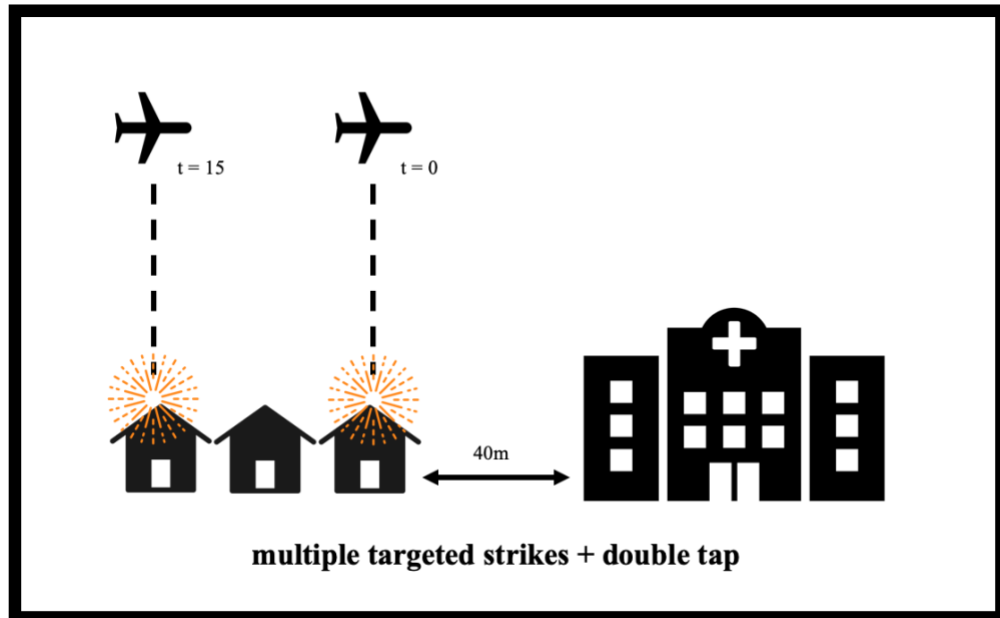 t = 15
t = 0
40m
multiple targeted strikes + double tap